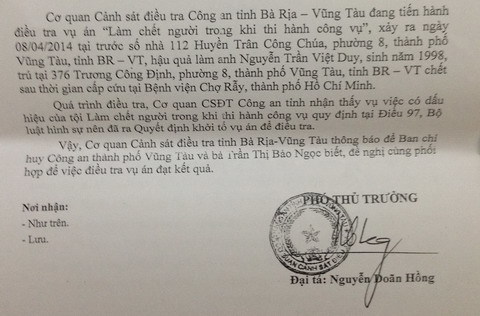 Cơ quan Cảnh sát điều tra Công an tỉnh Bà Rịa – Vũng Tàu đang tiến hành
điều tra vụ án "Làm chết người trong khi thi hành công vụ", xảy ra ngày
08/04/2014 tại trước số nhà 112 Huyền Trân Công Chúa, phường 8, thành phố
Vũng Tàu, tỉnh BR – VT, hậu quả làm anh Nguyễn Trần Việt Duy, sinh năm 1998,
trú tại 376 Trương Công Định, phường 8, thành phố Vũng Tàu, tỉnh BR – VT chết
sau thời gian cấp cứu tại Bệnh viện Chợ Rẫy, thành phố Hồ Chí Minh.
Quá trình điều tra, Cơ quan CSĐT Công an tỉnh nhận thấy vụ việc có dấu
hiệu của tội Làm chết người trong khi thi hành công vụ quy định tại Điều 97, Bộ
luật hình sự nên đã ra Quyết định khởi tố vụ án để điều tra.
Vậy, Cơ quan Cảnh sát điều tra tỉnh Bà Rịa-Vũng Tàu thông báo để Ban chỉ
huy Công an thành phố Vũng Tàu và bà Trần Thị Bảo Ngọc biết, đề nghị cùng phối
hợp để việc điều tra vụ án đạt kết quả.
Nơi nhận:
- Như trên.
- Lưu.
PHÓ THỦ TRƯỞNG
QUAN CẢNH SÁT ĐIỀU
Đại tá: Nguyễn Doãn Hồng